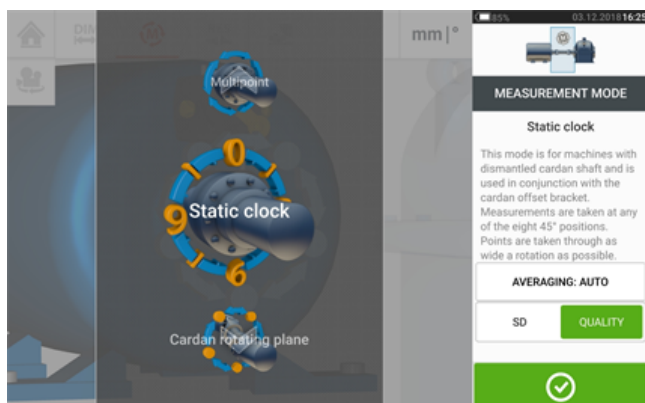 DIM
mm|°
85%
03.12.2018 16:25
Multipoint
0
9
6
Static clock
Cardan rotating plane
MEASUREMENT MODE
Static clock
This mode is for machines with
dismantled cardan shaft and is
used in conjunction with the
cardan offset bracket.
Measurements are taken at any
of the eight 45° positions.
Points are taken through as
wide a rotation as possible.
AVERAGING: AUTO
SD
QUALITY